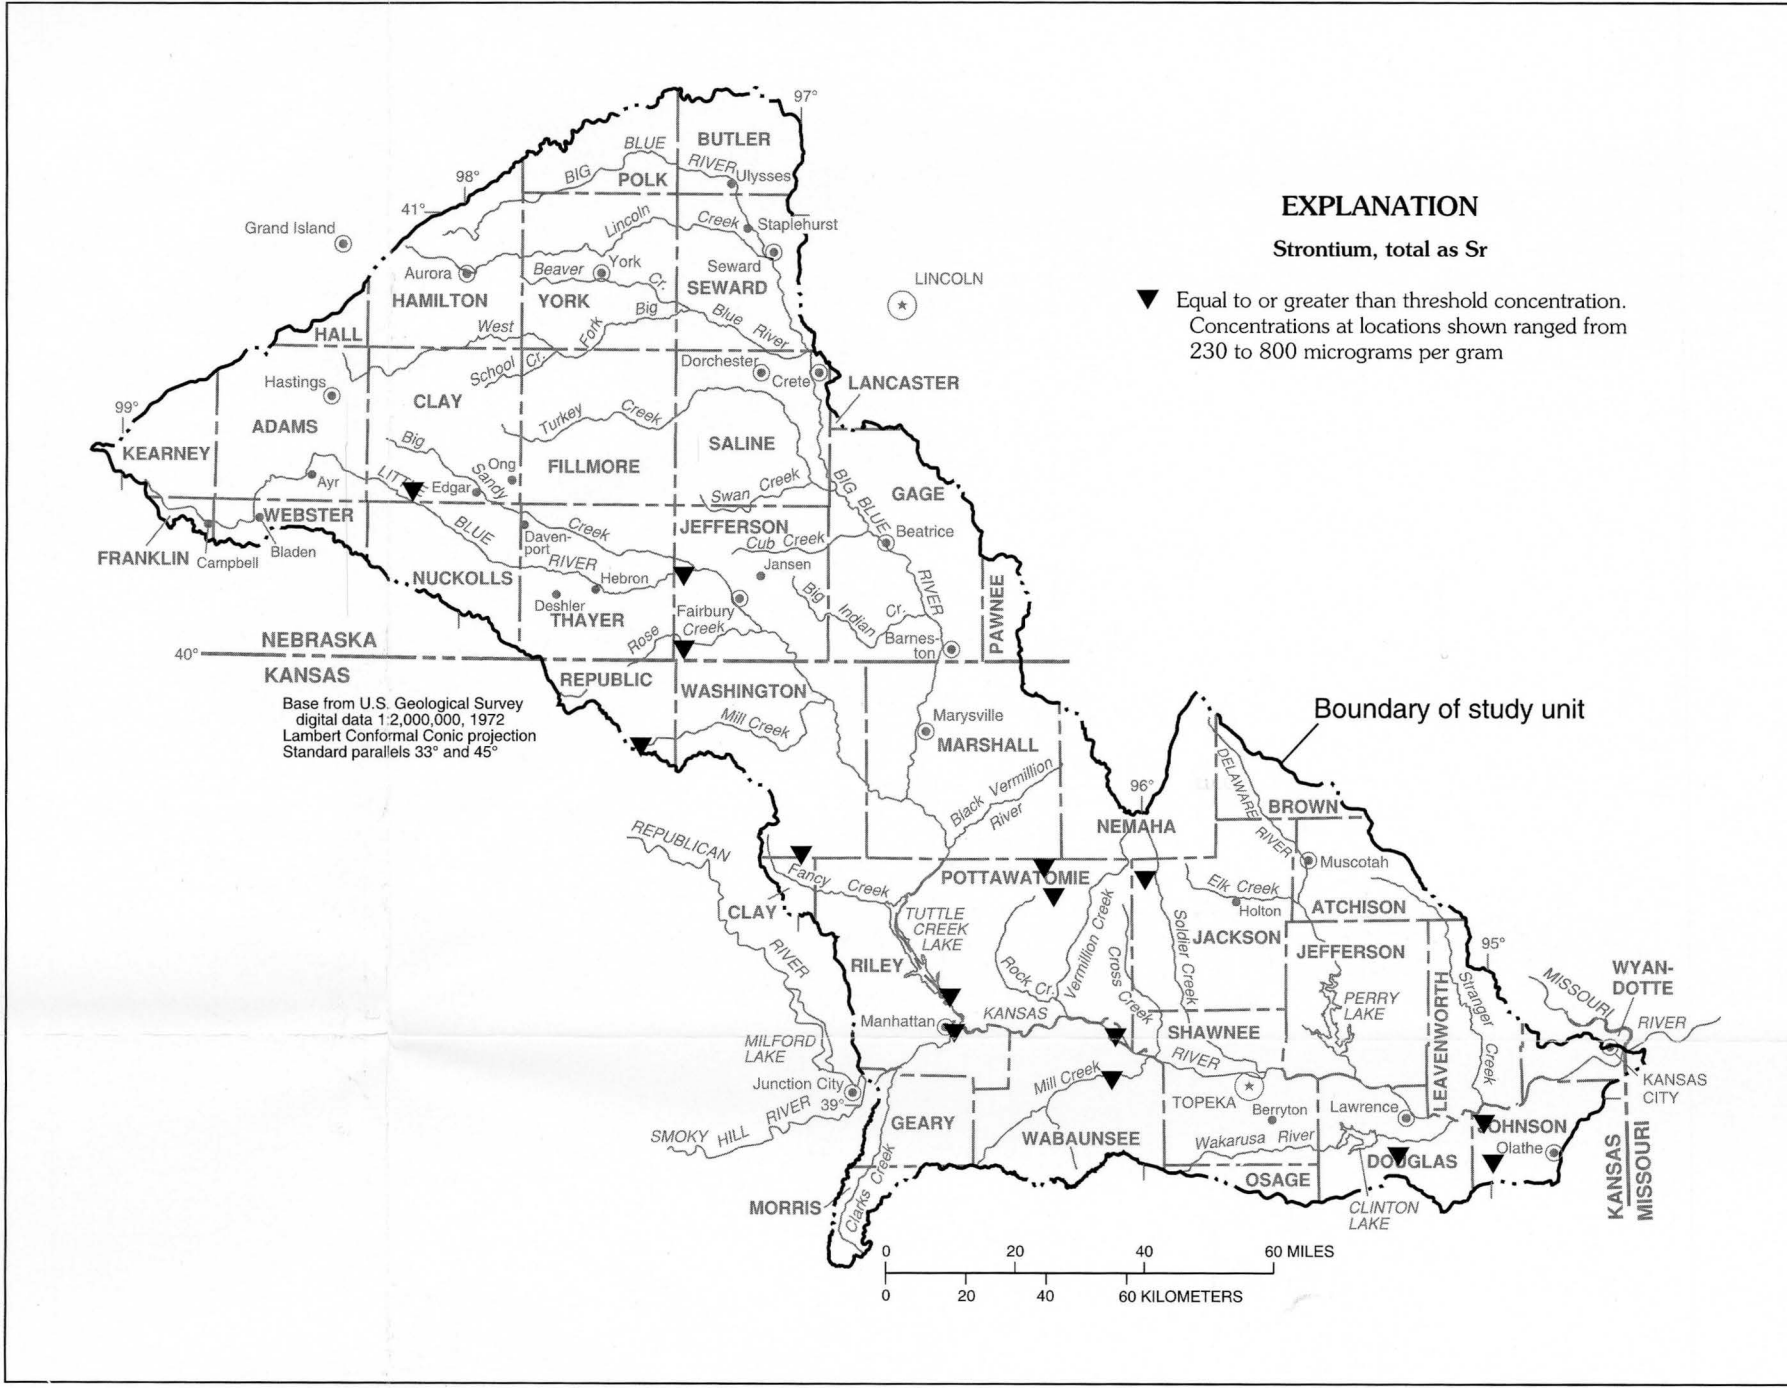 97°
BUTLER
BLUE
RIVER
BIG
POLK
Ulysses
98°
41°
Lincoln
Creek
Staplehurst
Grand Island
Aurora
Beaver
York
Cr.
Seward
SEWARD
LINCOLN
HAMILTON
YORK
Big
Blue
River
HALL
West
Fork
School Cr.
Dorchester
Crete
LANCASTER
Hastings
CLAY
99°
ADAMS
Turkey
Creek
KEARNEY
Big
Sandy
Ong
FILLMORE
SALINE
Ayr
LITTLE
Edgar
Swan
Creek
BIG BLUE
GAGE
WEBSTER
BLUE
Daven-
port
Creek
JEFFERSON
Cub Creek
Beatrice
FRANKLIN
Campbell
Bladen
RIVER
Jansen
NUCKOLLS
Hebron
Big
Indian
Cr.
RIVER
PAWNEE
Deshler
THAYER
Fairbury
Rose
Creek
Barnes-
ton
NEBRASKA
40°
KANSAS
REPUBLIC
WASHINGTON
Base from U.S. Geological Survey
digital data 1:2,000,000, 1972
Lambert Conformal Conic projection
Standard parallels 33° and 45°
Mill Creek
Marysville
MARSHALL
EXPLANATION
Strontium, total as Sr
Equal to or greater than threshold concentration.
Concentrations at locations shown ranged from
230 to 800 micrograms per gram
Boundary of study unit
Black Vermillion
River
96°
DELAWARE
RIVER
BROWN
NEMAHA
REPUBLICAN
RIVER
Muscotah
Fancy
Creek
POTTAWATOMIE
Elk Creek
Holton
ATCHISON
CLAY
TUTTLE
CREEK
LAKE
Vermillion Creek
Soldier Creek
JACKSON
JEFFERSON
95°
RILEY
Rock Cr.
Cross
Creek
PERRY
LAKE
LEAVENWORTH
Stranger
Creek
MISSOURI
RIVER
WYAN-
DOTTE
Manhattan
KANSAS
RIVER
SHAWNEE
MILFORD
LAKE
Junction City
39°
SMOKY HILL RIVER
Mill Creek
TOPEKA
Berryton
Lawrence
KANSAS
CITY
GEARY
WABAUNSEE
Wakarusa River
JOHNSON
Olathe
DOUGLAS
OSAGE
MORRIS
Clarks Creek
CLINTON
LAKE
KANSAS
MISSOURI
0 20 40 60 MILES
0 20 40 60 KILOMETERS